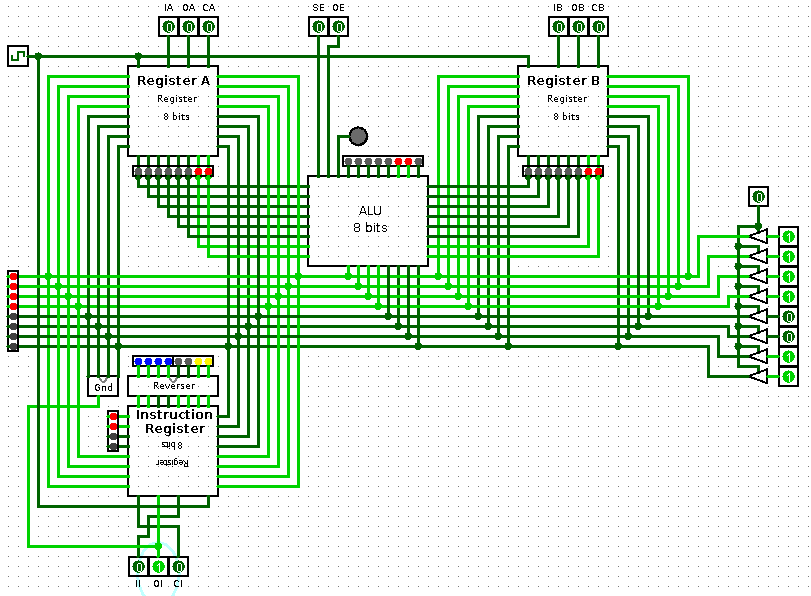 IA OA CA
SE OE
IB OB CB
0 0 0
0 0
0 0 0
Register A
Register
8 bits
Register B
Register
8 bits
0
ALU
8 bits
1
1
1
1
0
0
1
1
Gnd
Reverser
Instruction
Register
8 bits
Register
0 1 0
II OI CI